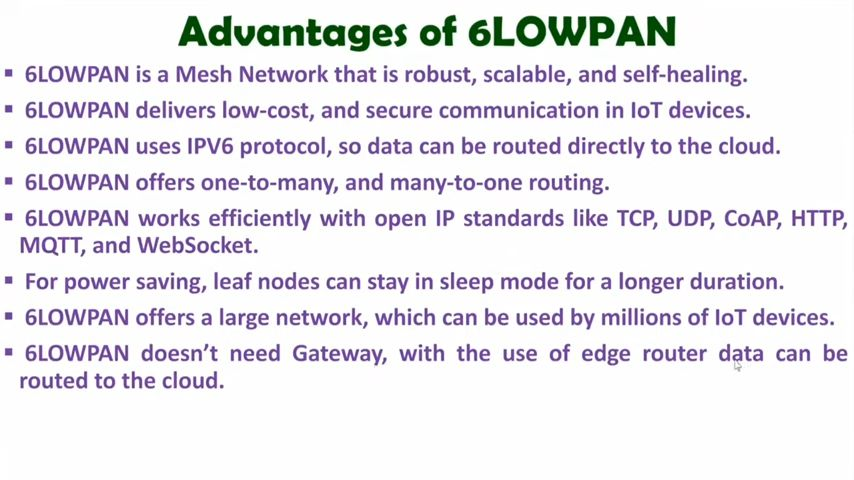 Advantages of 6LOWPAN
▪ 6LOWPAN is a Mesh Network that is robust, scalable, and self-healing.
▪ 6LOWPAN delivers low-cost, and secure communication in IoT devices.
▪ 6LOWPAN uses IPV6 protocol, so data can be routed directly to the cloud.
▪ 6LOWPAN offers one-to-many, and many-to-one routing.
▪ 6LOWPAN works efficiently with open IP standards like TCP, UDP, CoAP, HTTP,
MQTT, and WebSocket.
▪ For power saving, leaf nodes can stay in sleep mode for a longer duration.
▪ 6LOWPAN offers a large network, which can be used by millions of IoT devices.
▪ 6LOWPAN doesn’t need Gateway, with the use of edge router data can be
routed to the cloud.